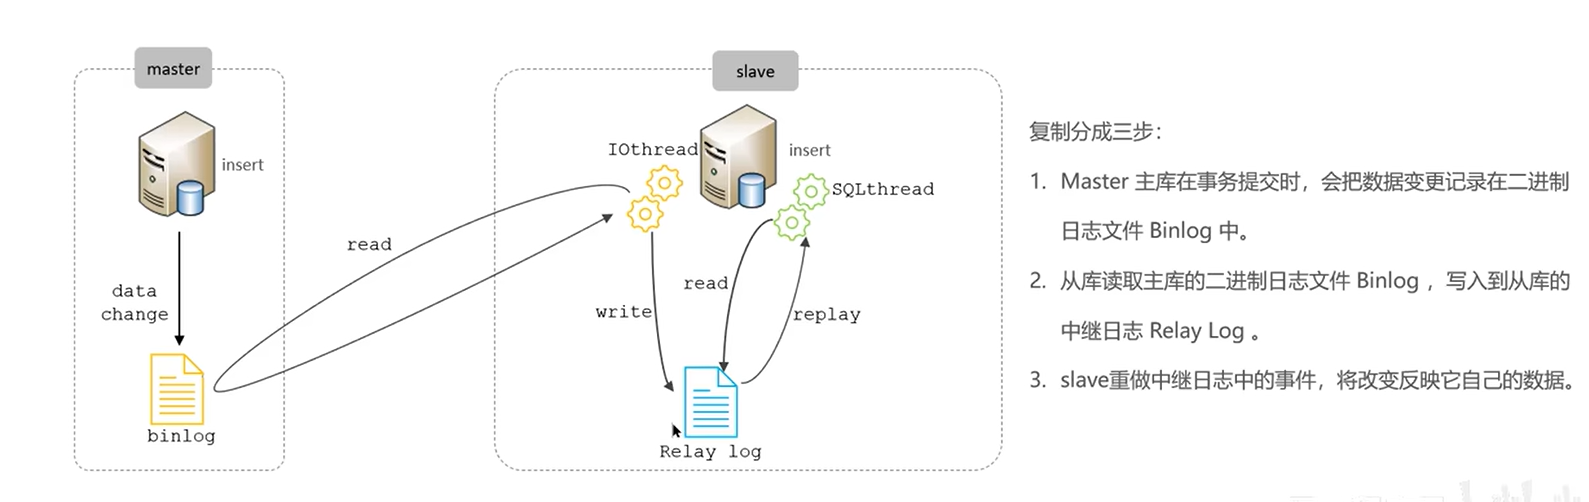 master
slave
insert
IOthread
insert
SQLthread
read
data
change
read
write
replay
binlog
Relay log
复制分成三步：
1. Master 主库在事务提交时，会把数据变更记录在二进制
日志文件 Binlog 中。
2. 从库读取主库的二进制日志文件 Binlog ，写入到从库的
中继日志 Relay Log 。
3. slave重做中继日志中的事件，将改变反映它自己的数据。